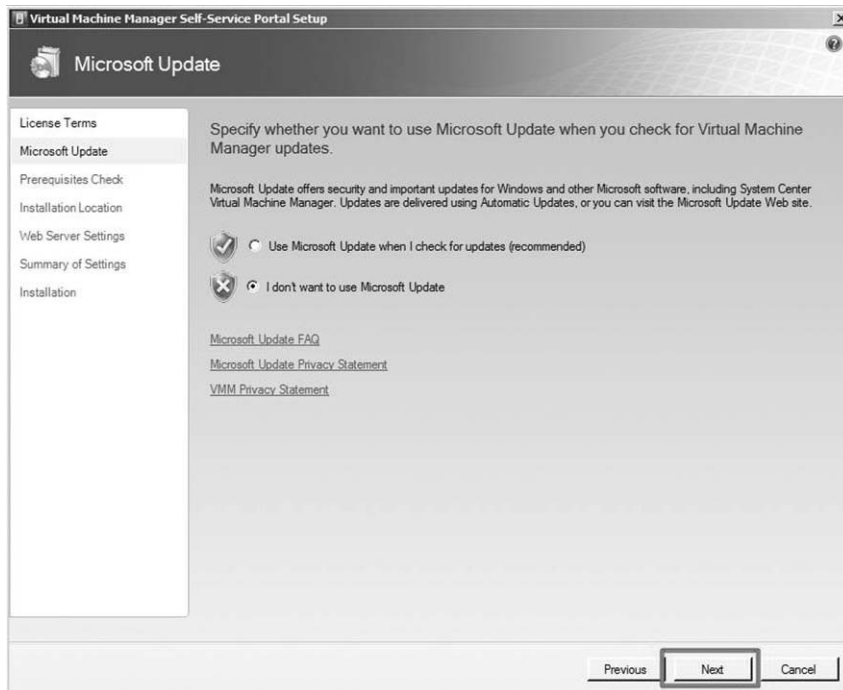 Virtual Machine Manager Self-Service Portal Setup
Microsoft Update
License Terms
Microsoft Update
Prerequisites Check
Installation Location
Web Server Settings
Summary of Settings
Installation
Specify whether you want to use Microsoft Update when you check for Virtual Machine
Manager updates.
Microsoft Update offers security and important updates for Windows and other Microsoft software, including System Center
Virtual Machine Manager. Updates are delivered using Automatic Updates, or you can visit the Microsoft Update Web site.
Use Microsoft Update when I check for updates (recommended)
I don't want to use Microsoft Update
Microsoft Update FAQ
Microsoft Update Privacy Statement
VMM Privacy Statement
Previous
Next
Cancel